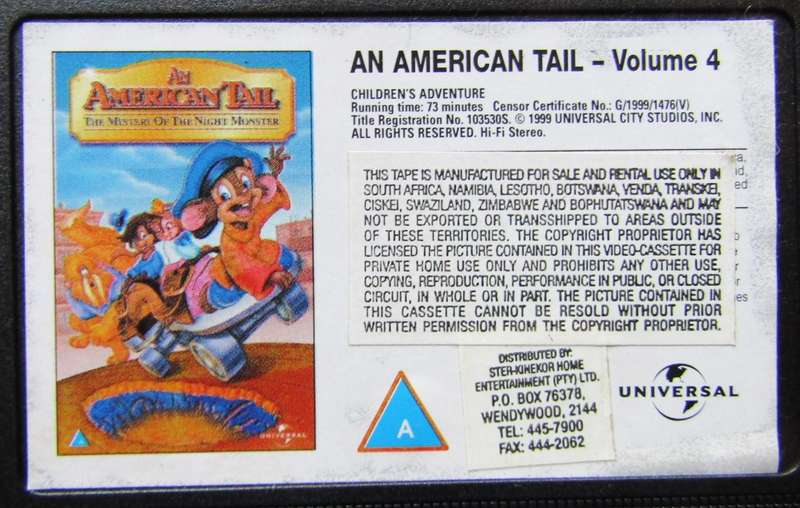 AN
AMERICAN TAIL
THE MYSTERY OF THE NIGHT MONSTER
UNIVERSAL
AN AMERICAN TAIL – Volume 4
CHILDREN'S ADVENTURE
Running time: 73 minutes Censor Certificate No.: G/1999/1476(V)
Title Registration No. 103530S. © 1999 UNIVERSAL CITY STUDIOS, INC.
ALL RIGHTS RESERVED. Hi-Fi Stereo.
THIS TAPE IS MANUFACTURED FOR SALE AND RENTAL USE ONLY IN
SOUTH AFRICA, NAMIBIA, LESOTHO, BOTSWANA, VENDA, TRANSKEI,
CISKEI, SWAZILAND, ZIMBABWE AND BOPHUTATSWANA AND MAY
NOT BE EXPORTED OR TRANSSHIPPED TO AREAS OUTSIDE
OF THESE TERRITORIES. THE COPYRIGHT PROPRIETOR HAS
LICENSED THE PICTURE CONTAINED IN THIS VIDEO-CASSETTE FOR
PRIVATE HOME USE ONLY AND PROHIBITS ANY OTHER USE,
COPYING, REPRODUCTION, PERFORMANCE IN PUBLIC, OR CLOSED
CIRCUIT, IN WHOLE OR IN PART. THE PICTURE CONTAINED IN
THIS CASSETTE CANNOT BE RESOLD WITHOUT PRIOR
WRITTEN PERMISSION FROM THE COPYRIGHT PROPRIETOR.
A
DISTRIBUTED BY:
STER-KINEKOR HOME
ENTERTAINMENT (PTY) LTD.
P.O. BOX 76378,
WENDYWOOD, 2144
TEL: 445-7900
FAX: 444-2062
UNIVERSAL